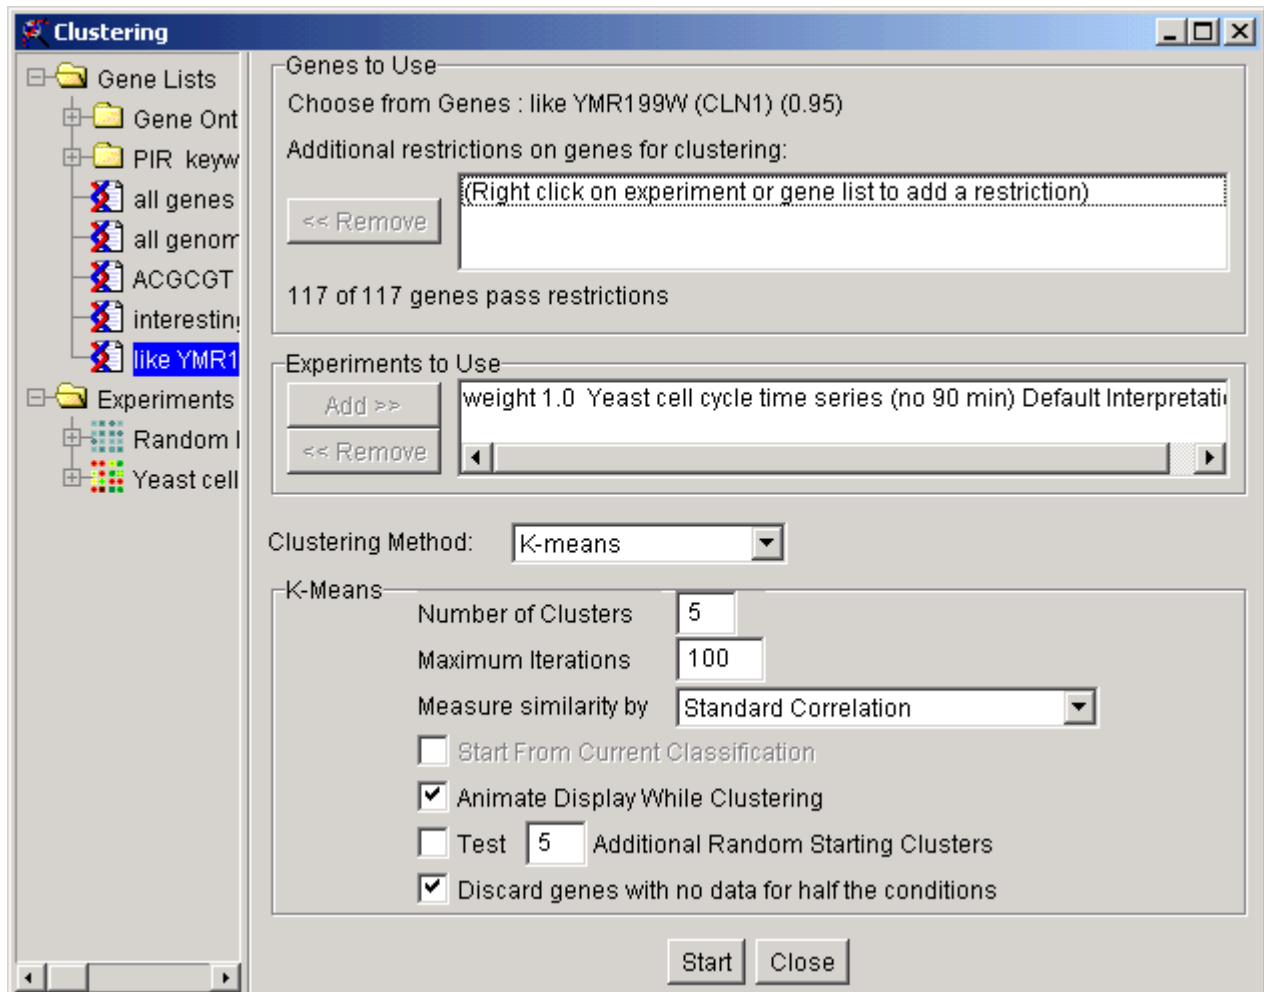 Clustering
Gene Lists
Gene Ont
PIR keyw
all genes
all genom
ACGCGT
interesting
like YMR1
Experiments
Random
Yeast cell
Genes to Use
Choose from Genes : like YMR199W (CLN1) (0.95)
Additional restrictions on genes for clustering:
<< Remove
(Right click on experiment or gene list to add a restriction)
117 of 117 genes pass restrictions
Experiments to Use
Add >>
<< Remove
weight 1.0 Yeast cell cycle time series (no 90 min) Default Interpretati
Clustering Method:
K-means
K-Means
Number of Clusters 5
Maximum Iterations 100
Measure similarity by Standard Correlation
Start From Current Classification
Animate Display While Clustering
Test 5 Additional Random Starting Clusters
Discard genes with no data for half the conditions
Start Close